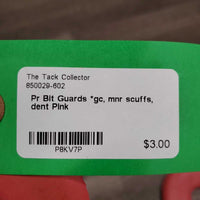 The Tack Collector
850029-602
Pr Bit Guards *gc, mnr scuffs,
dent Pink
P8KV7P
$3.00